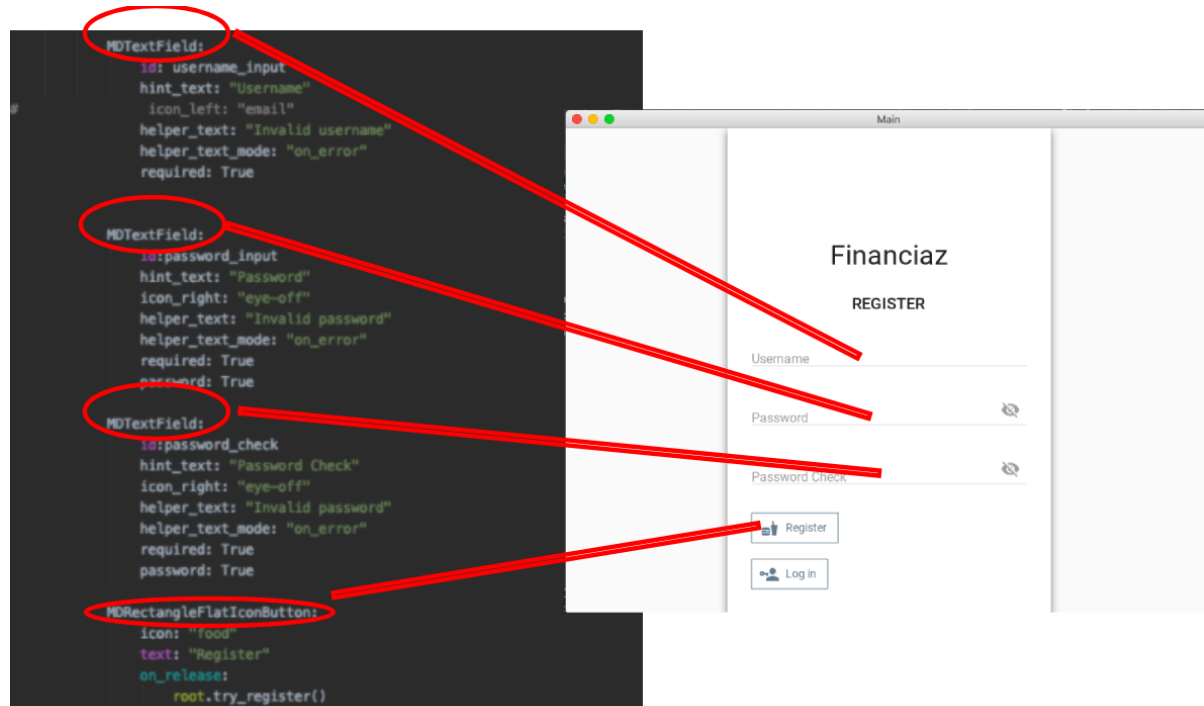 MDTextField:
id: username_input
hint_text: "Username"
# icon_left: "email"
helper_text: "Invalid username"
helper_text_mode: "on_error"
required: True
MDTextField:
id:password_input
hint_text: "Password"
icon_right: "eye-off"
helper_text: "Invalid password"
helper_text_mode: "on_error"
required: True
password: True
MDTextField:
id:password_check
hint_text: "Password Check"
icon_right: "eye-off"
helper_text: "Invalid password"
helper_text_mode: "on_error"
required: True
password: True
MDRectangleFlatIconButton:
icon: "food"
text: "Register"
on_release:
root.try_register()
Main
Financiaz
REGISTER
Username
Password
Password Check
Register
Log in